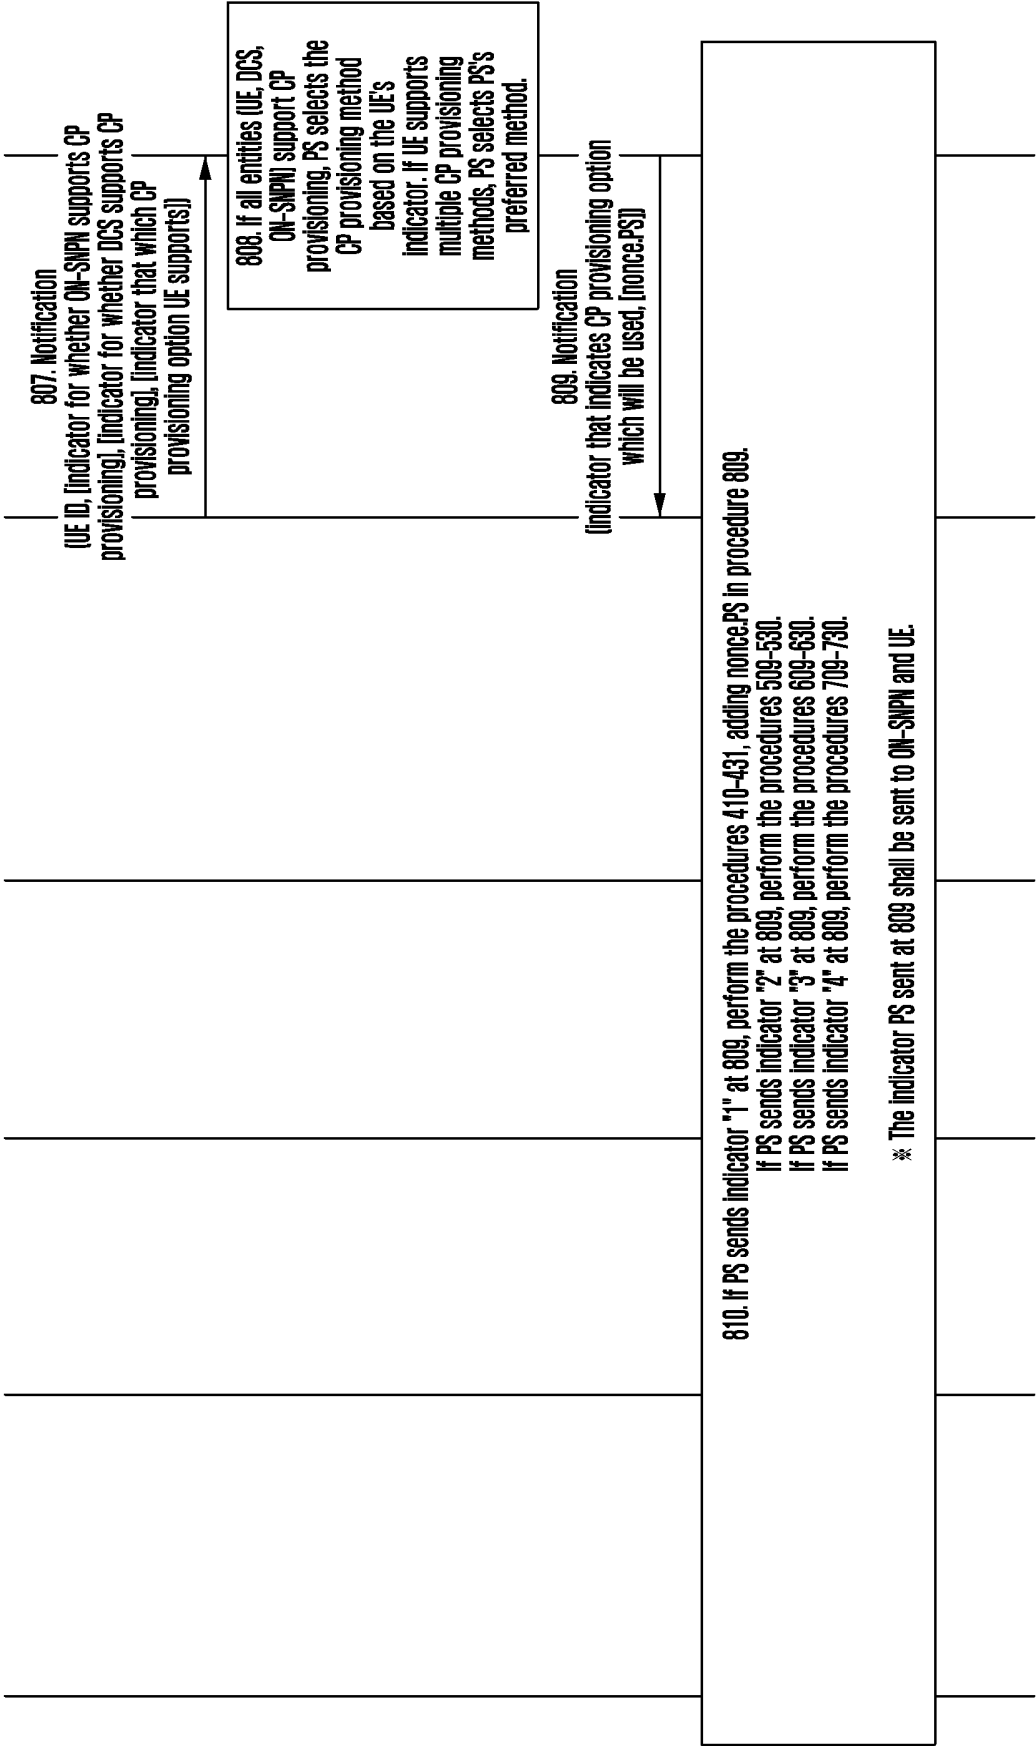 807. Notification
(UE ID, [indicator for whether ON-SNPN supports CP
provisioning], [indicator for whether DCS supports CP
provisioning], [indicator that which CP
provisioning option UE supports])
808. If all entities (UE, DCS,
ON-SNPN) support CP
provisioning, PS selects the
CP provisioning method
based on the UE's
indicator. If UE supports
multiple CP provisioning
methods, PS selects PS's
preferred method.
809. Notification
(indicator that indicates CP provisioning option
which will be used, [nonce.PS])
810. If PS sends indicator "1" at 809, perform the procedures 410-431, adding nonce.PS in procedure 809.
If PS sends indicator "2" at 809, perform the procedures 509-530.
If PS sends indicator "3" at 809, perform the procedures 609-630.
If PS sends indicator "4" at 809, perform the procedures 709-730.
※ The indicator PS sent at 809 shall be sent to ON-SNPN and UE.